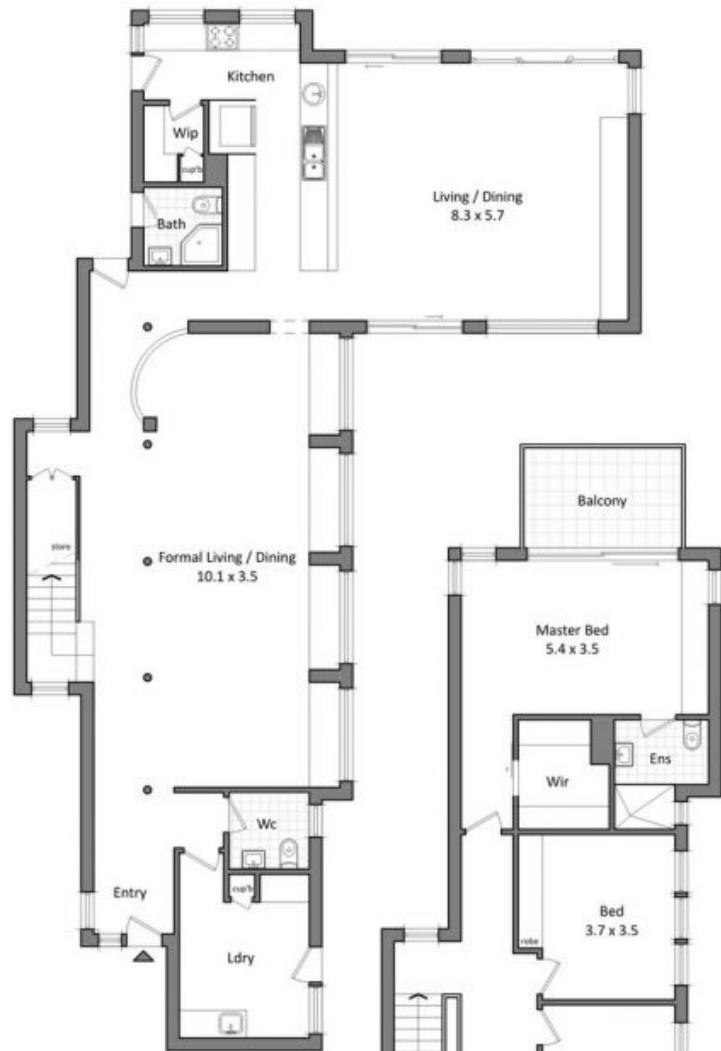 Kitchen
Wip
cup'b
Bath
Living / Dining
8.3 x 5.7
store
Formal Living / Dining
10.1 x 3.5
Balcony
Master Bed
5.4 x 3.5
Ens
Wir
Wc
cup'b
Entry
Ldry
Bed
3.7 x 3.5
robe